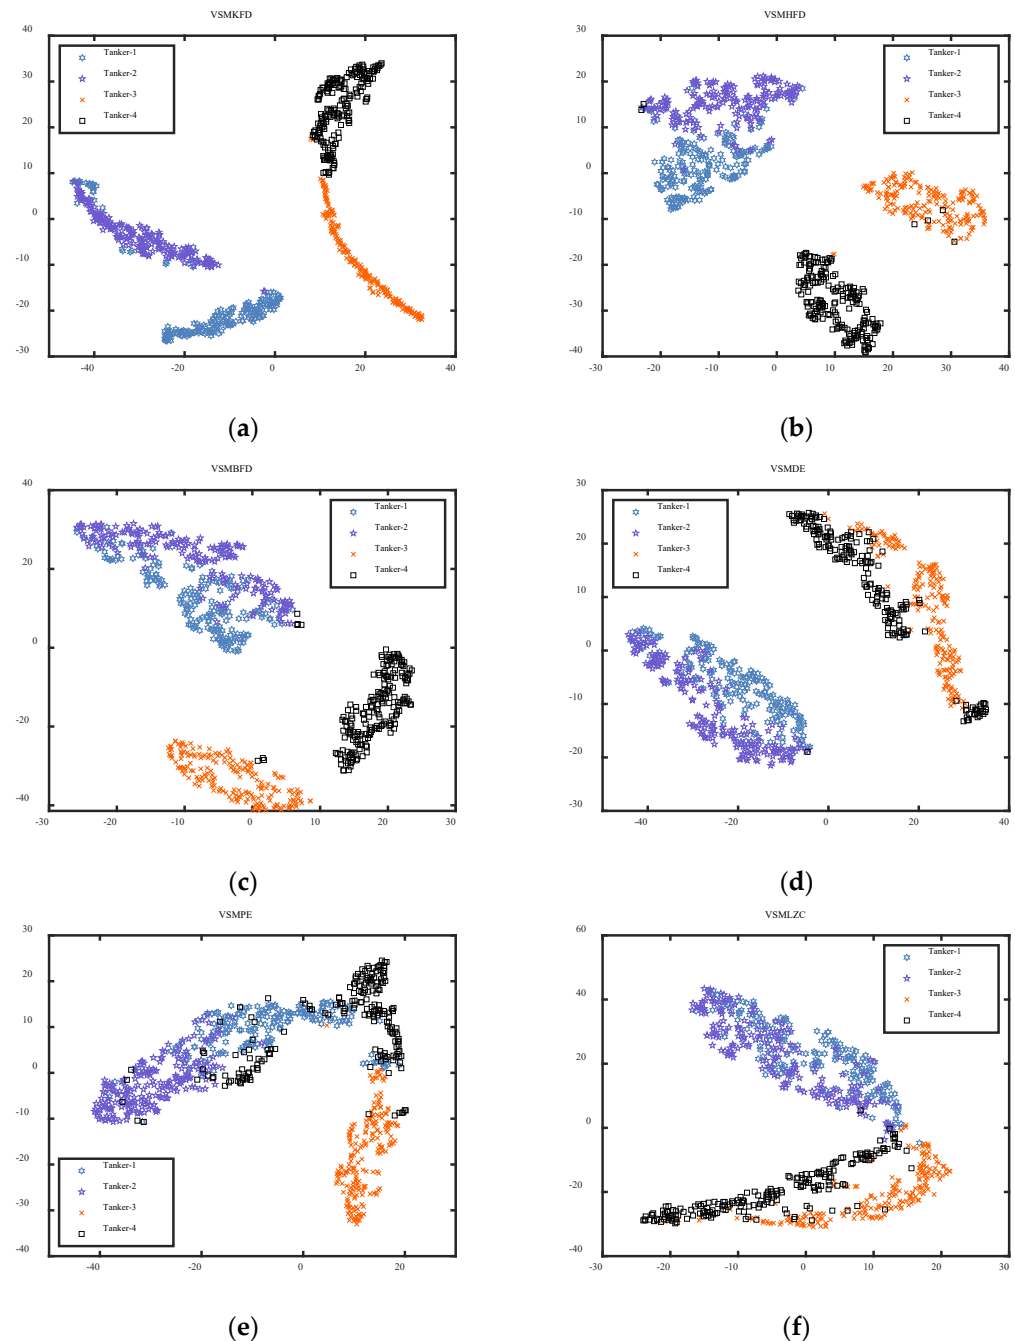 VSMKFD
40
30
20
10
0
-10
-20
-30
-40
-20
0
20
40
Tanker-1
Tanker-2
Tanker-3
Tanker-4
(a)
VSMHFD
30
20
10
0
-10
-20
-30
-40
-30
-20
-10
0
10
20
30
40
Tanker-1
Tanker-2
Tanker-3
Tanker-4
(b)
VSMBFD
40
20
0
-20
-40
-30
-20
-10
0
10
20
30
Tanker-1
Tanker-2
Tanker-3
Tanker-4
(c)
VSMDE
30
20
10
0
-10
-20
-30
-40
-20
0
20
40
Tanker-1
Tanker-2
Tanker-3
Tanker-4
(d)
VSMPE
30
20
10
0
-10
-20
-30
-40
-40
-20
0
20
Tanker-1
Tanker-2
Tanker-3
Tanker-4
(e)
VSMLZC
60
40
20
0
-20
-40
-30
-20
-10
0
10
20
30
Tanker-1
Tanker-2
Tanker-3
Tanker-4
(f)